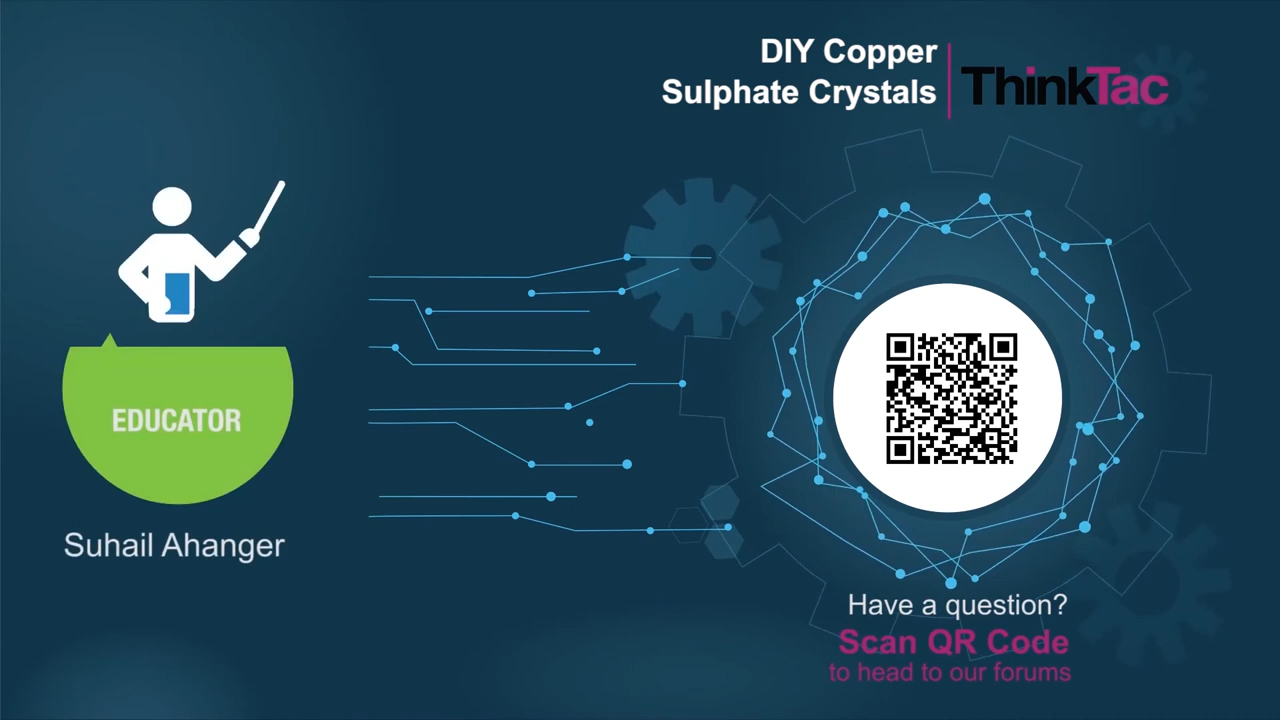 DIY Copper
Sulphate Crystals
ThinkTac
EDUCATOR
Suhail Ahanger
Have a question?
Scan QR Code
to head to our forums